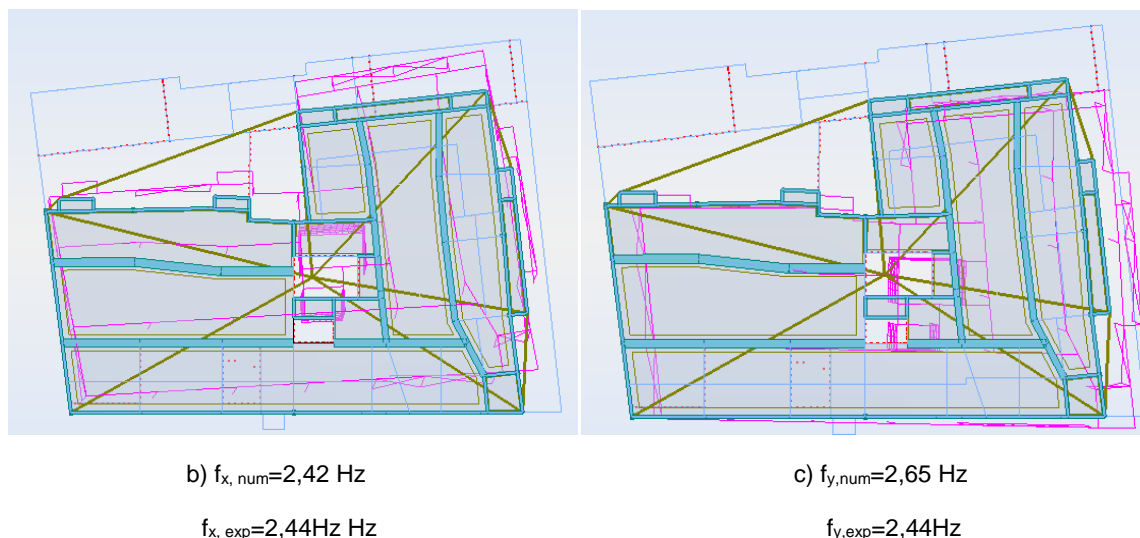 b) fx, num=2,42 Hz
c) fy,num=2,65 Hz
fx, exp=2,44Hz Hz
fy,exp=2,44Hz